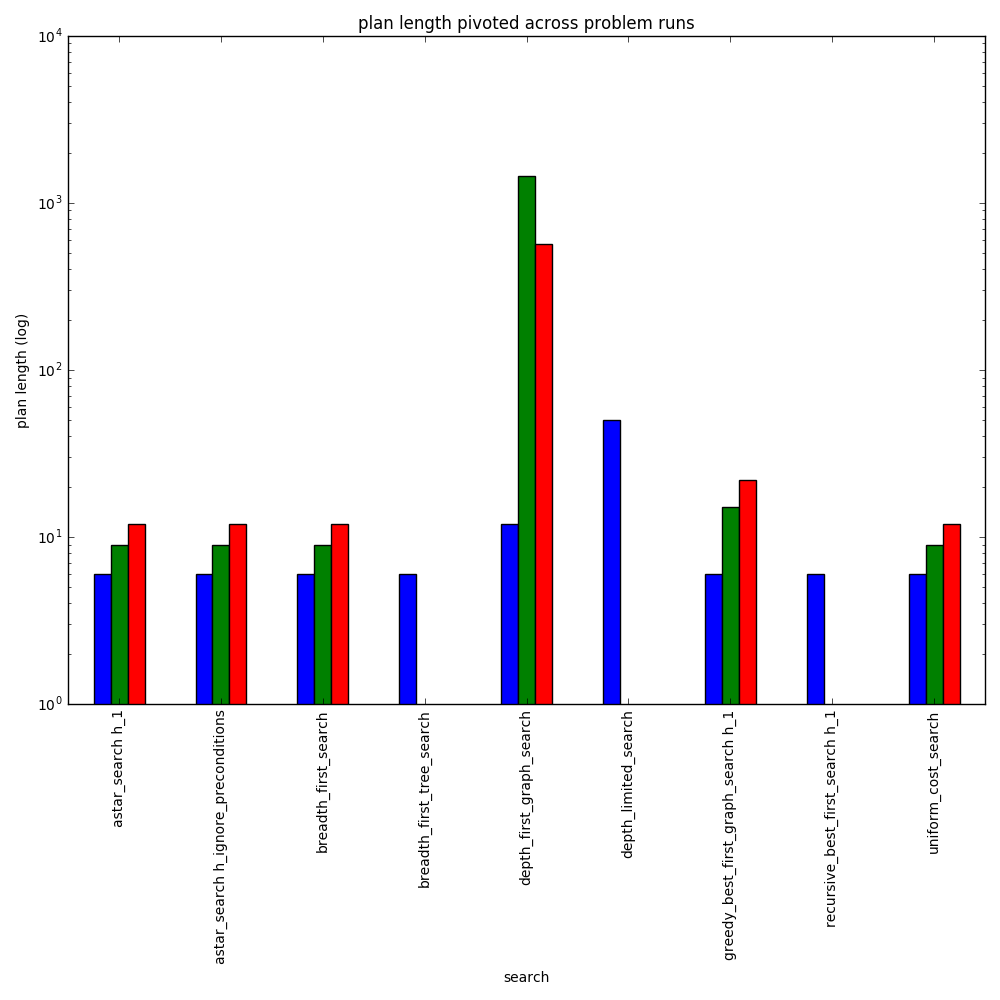 plan length pivoted across problem runs
10^4
10^3
10^2
10^1
10^0
plan length (log)
astar_search h_1
astar_search h_ignore_preconditions
breadth_first_search
breadth_first_tree_search
depth_first_graph_search
depth_limited_search
greedy_best_first_graph_search h_1
recursive_best_first_search h_1
uniform_cost_search
search